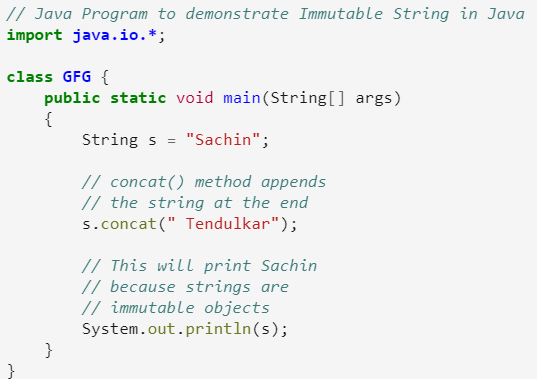 // Java Program to demonstrate Immutable String in Java
import java.io.*;

class GFG {
    public static void main(String[] args)
    {
        String s = "Sachin";

        // concat() method appends
        // the string at the end
        s.concat(" Tendulkar");

        // This will print Sachin
        // because strings are
        // immutable objects
        System.out.println(s);
    }
}